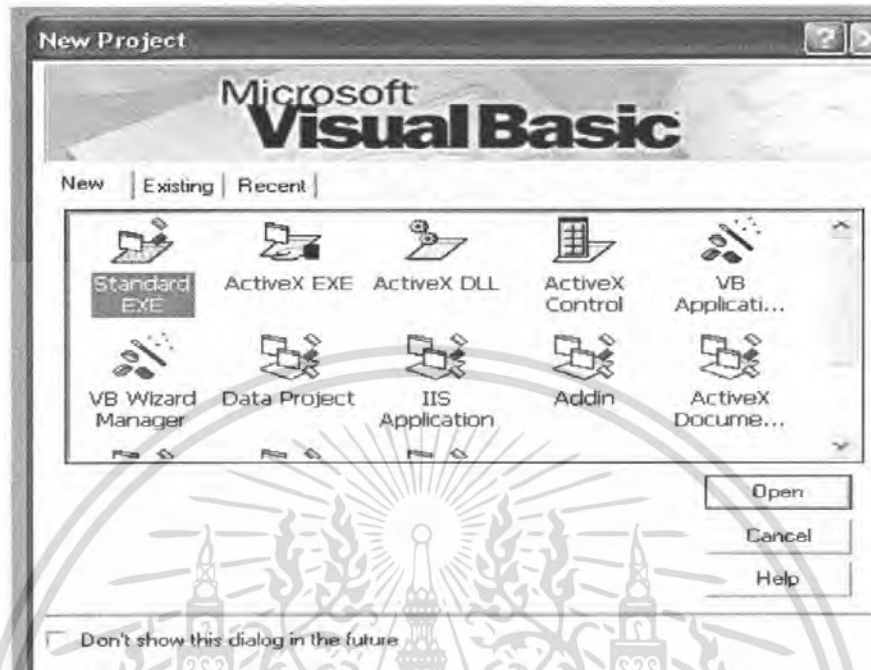 New Project
Microsoft
Visual Basic
New Existing Recent
Standard EXE ActiveX EXE ActiveX DLL ActiveX Control VB Applicati...
VB Wizard Manager Data Project IIS Application Addin ActiveX Docume...
Open
Cancel
Help
Don't show this dialog in the future